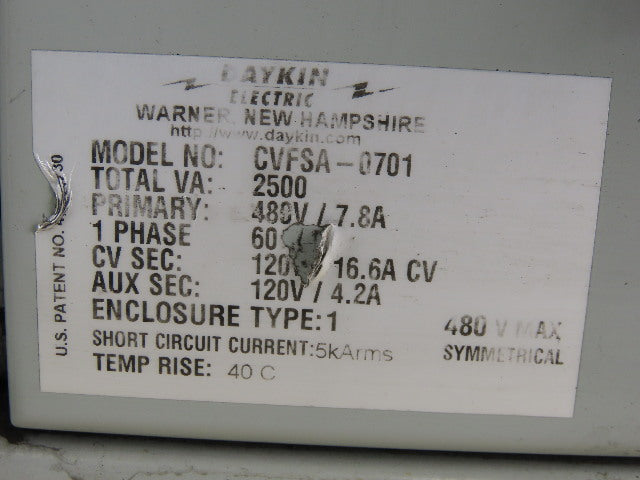 DAYKIN
ELECTRIC
WARNER, NEW HAMPSHIRE
http://www.daykin.com
MODEL NO: CVFSA-0701
TOTAL VA: 2500
PRIMARY: 480V / 7.8A
1 PHASE 60
CV SEC: 120V / 16.6A CV
AUX SEC: 120V / 4.2A
ENCLOSURE TYPE: 1 480 V MAX
SHORT CIRCUIT CURRENT: 5kArms SYMMETRICAL
TEMP RISE: 40 C
U.S. PATENT NO. 30